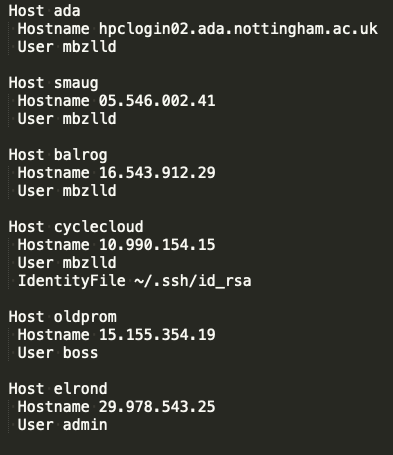 Host ada
Hostname hpclogin02.ada.nottingham.ac.uk
User mbzlld
Host smaug
Hostname 05.546.002.41
User mbzlld
Host balrog
Hostname 16.543.912.29
User mbzlld
Host cyclecloud
Hostname 10.990.154.15
User mbzlld
IdentityFile ~/.ssh/id_rsa
Host oldprom
Hostname 15.155.354.19
User boss
Host elrond
Hostname 29.978.543.25
User admin